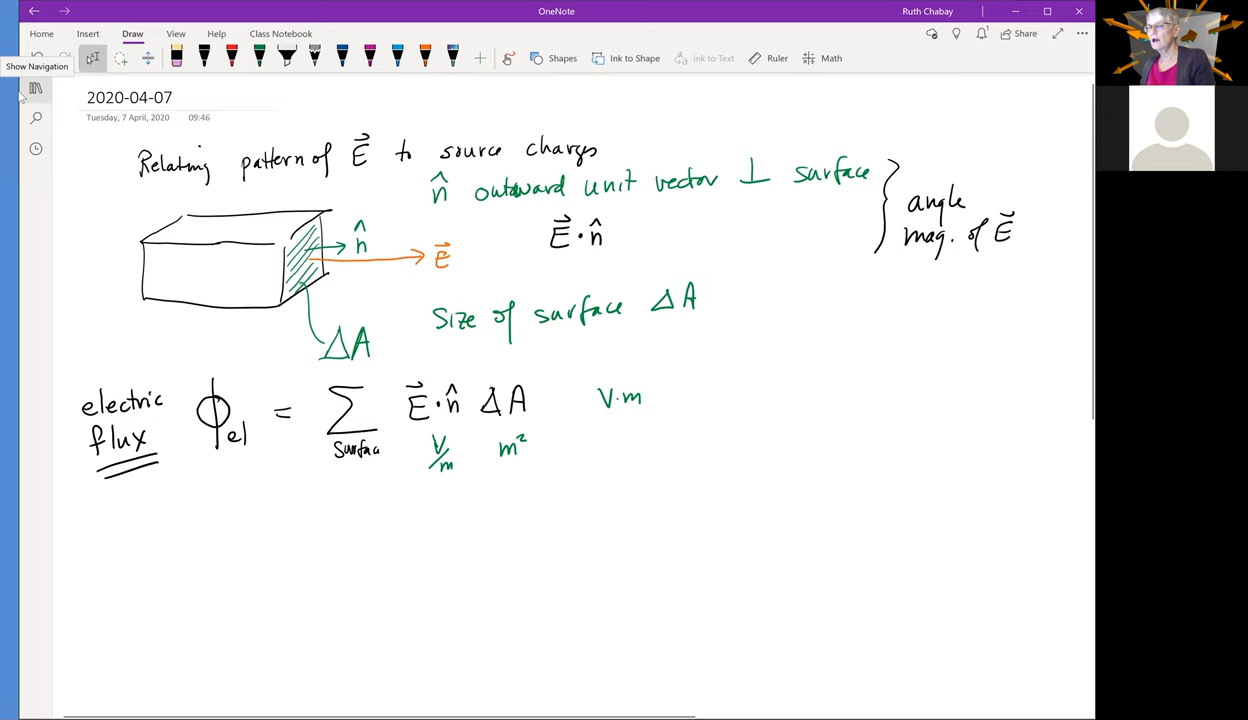 OneNote
Ruth Chabay
Home Insert Draw View Help Class Notebook Share
Show Navigation
Shapes Ink to Shape Ink to Text Ruler Math
2020-04-07
Tuesday, 7 April, 2020 09:46
Relating pattern of E⃗ to source charges
n̂ outward unit vector ⊥ surface
E⃗ · n̂
angle
mag. of E⃗
n̂
E⃗
Size of surface ΔA
ΔA
electric flux ϕel = ∑ E⃗ · n̂ ΔA V·m
surfac V/m m²